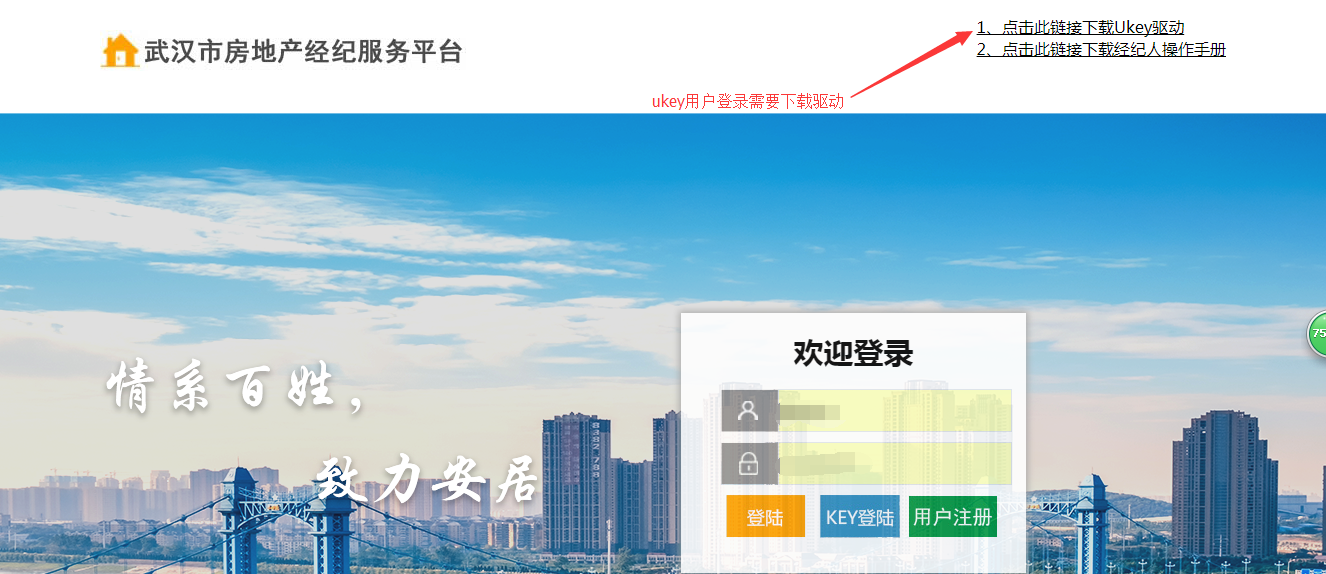 武汉市房地产经纪服务平台
1、点击此链接下载Ukey驱动
2、点击此链接下载经纪人操作手册
ukey用户登录需要下载驱动
75
情系百姓，
致力安居
欢迎登录
登陆
KEY登陆
用户注册